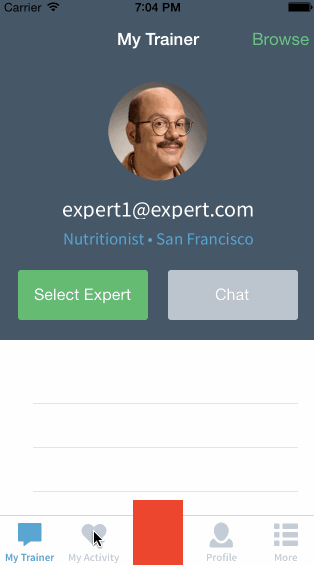 Carrier 7:04 PM
My Trainer Browse
expert1@expert.com
Nutritionist • San Francisco
Select Expert Chat
My Trainer My Activity Profile More